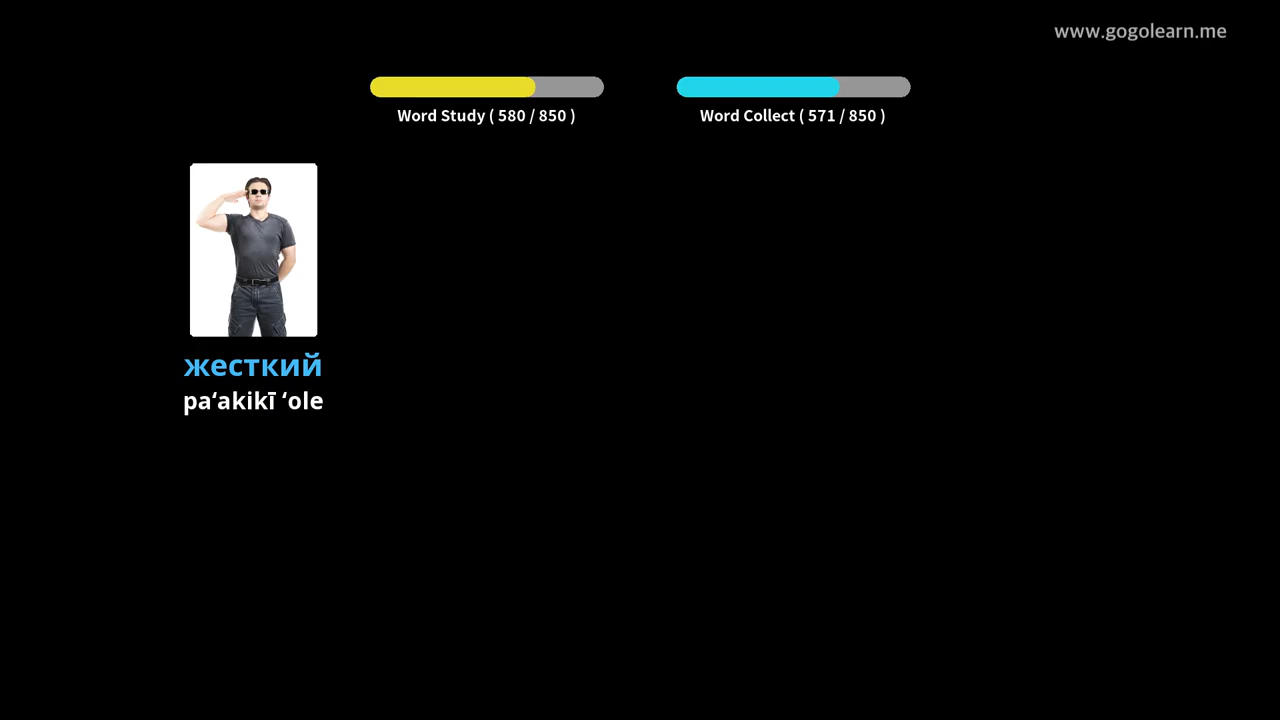 www.gogolearn.me
Word Study ( 580 / 850 )
Word Collect ( 571 / 850 )
жесткий
paʻakikī ʻole